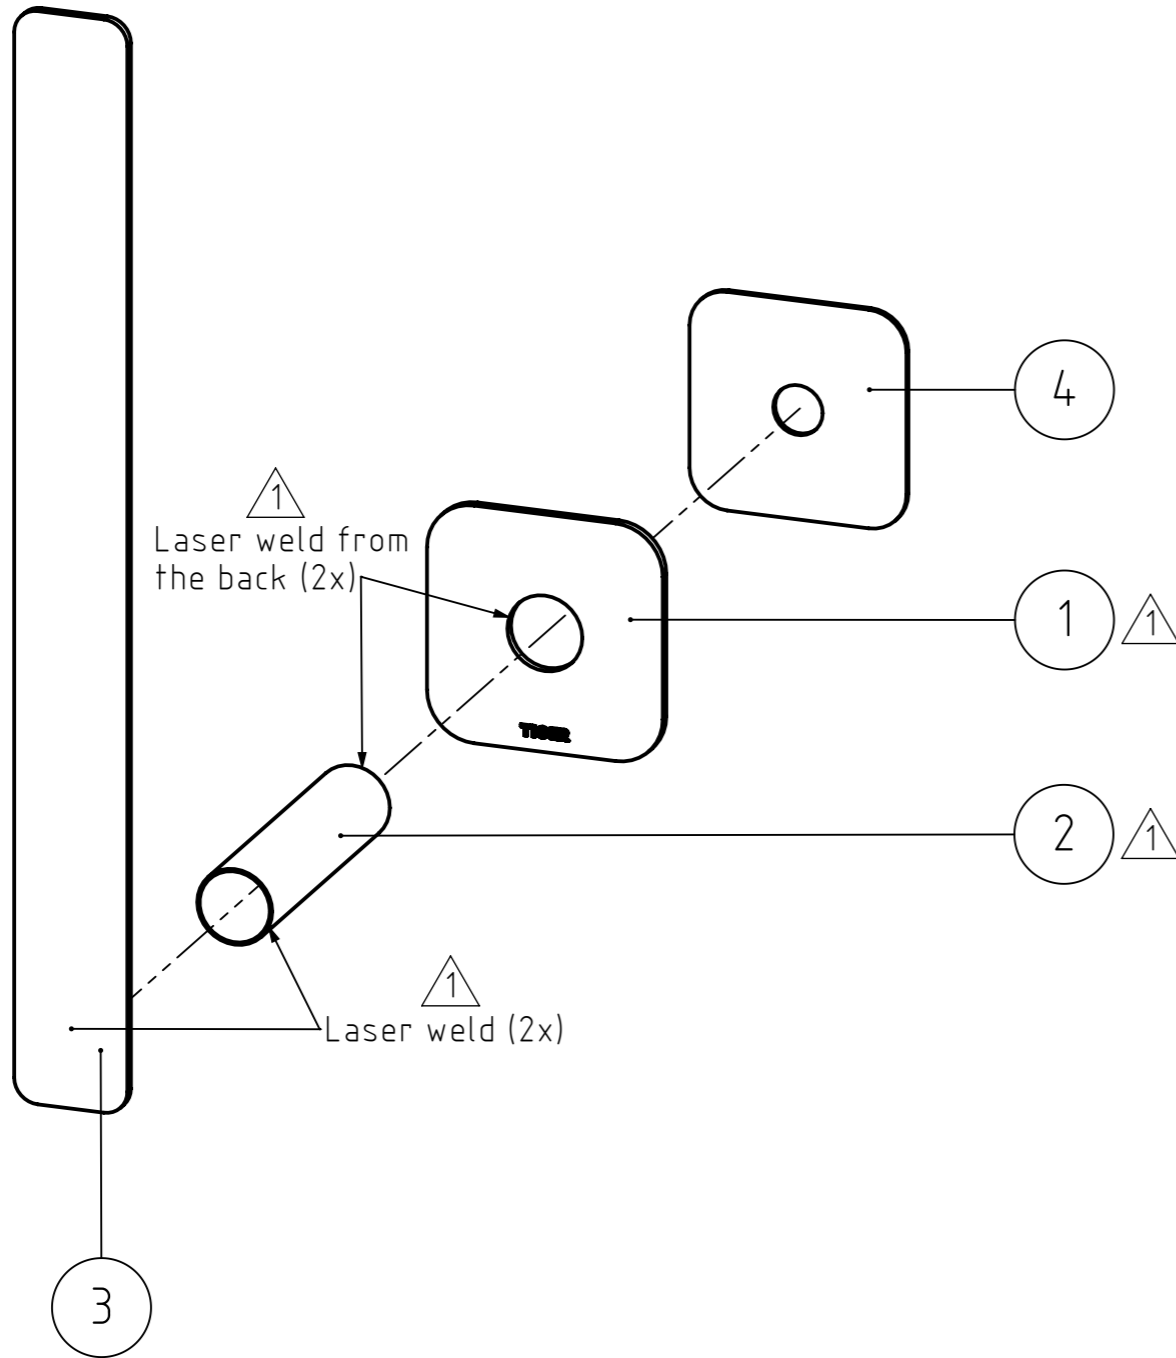 4
1
Laser weld from
the back (2x)
1
1
TIGER
2
1
1
Laser weld (2x)
3